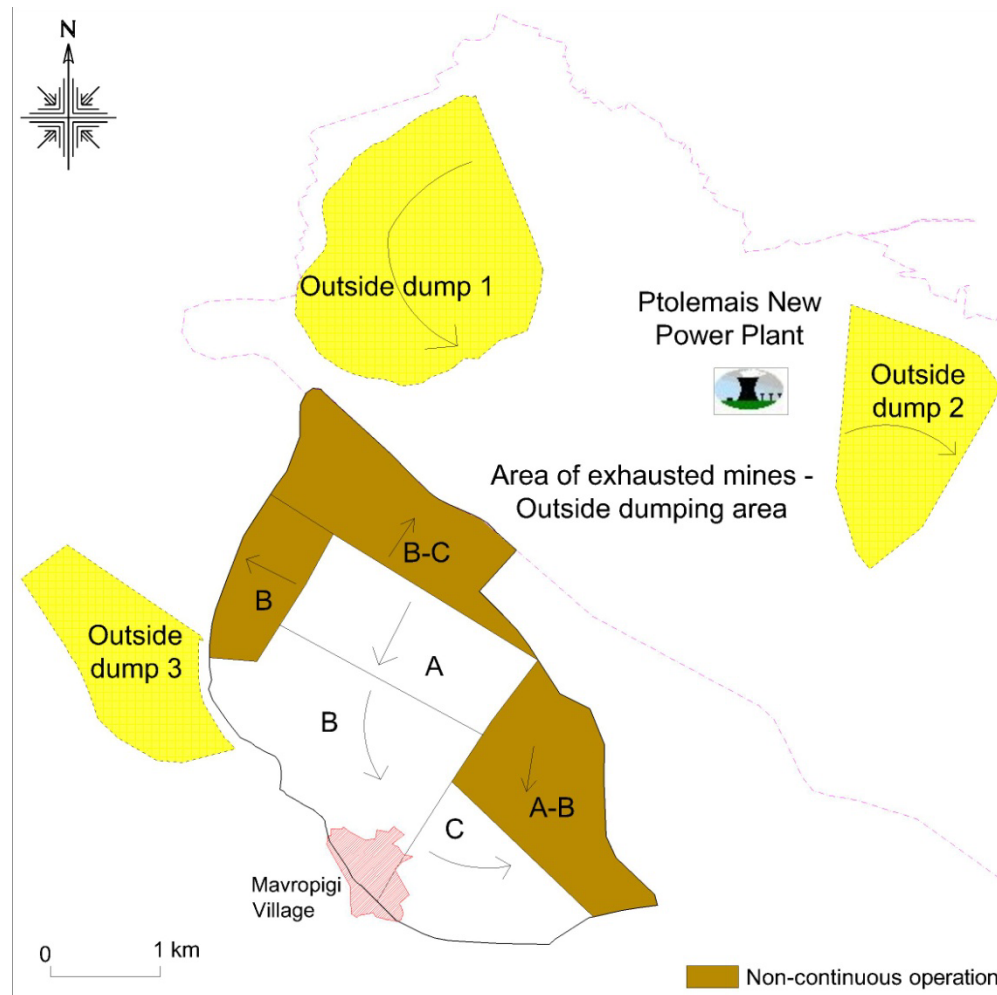 N
Outside dump 1
Ptolemais New
Power Plant
Outside
dump 2
Area of exhausted mines -
Outside dumping area
B-C
B
Outside
dump 3
A
B
A-B
C
Mavropigi
Village
0 1 km
Non-continuous operation